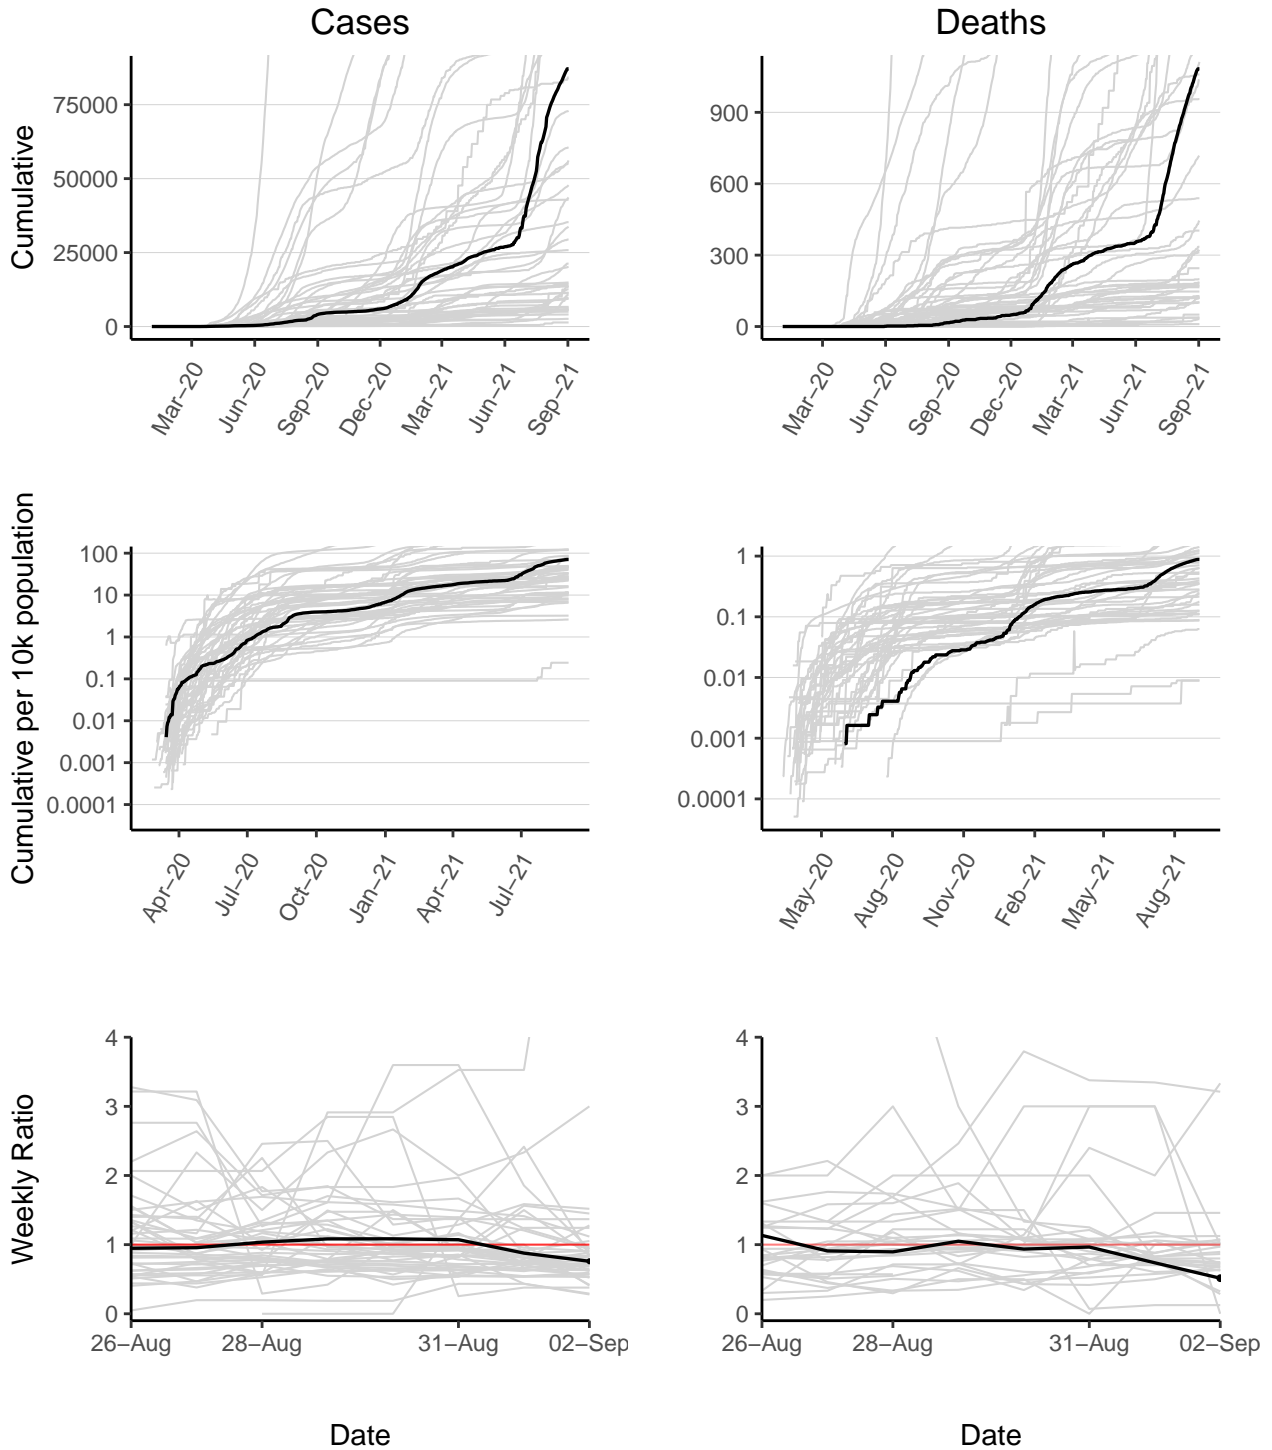 Cases
Deaths
Cumulative
75000
50000
25000
0
Mar−20
Jun−20
Sep−20
Dec−20
Mar−21
Jun−21
Sep−21
900
600
300
0
Mar−20
Jun−20
Sep−20
Dec−20
Mar−21
Jun−21
Sep−21
Cumulative per 10k population
100
10
1
0.1
0.01
0.001
0.0001
Apr−20
Jul−20
Oct−20
Jan−21
Apr−21
Jul−21
1
0.1
0.01
0.001
0.0001
May−20
Aug−20
Nov−20
Feb−21
May−21
Aug−21
Weekly Ratio
4
3
2
1
0
26−Aug
28−Aug
31−Aug
02−Sep
4
3
2
1
0
26−Aug
28−Aug
31−Aug
02−Sep
Date
Date